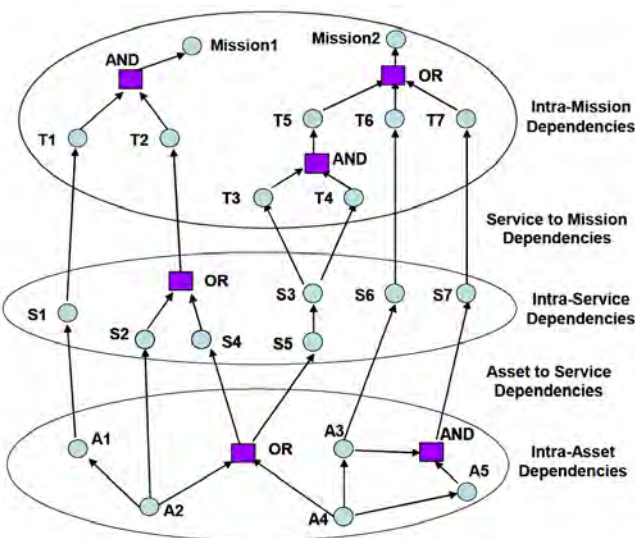 Mission1
Mission2
AND
OR
Intra-Mission
Dependencies
T1
T2
T5
T6
T7
AND
T3
T4
Service to Mission
Dependencies
OR
S3
S6
S7
Intra-Service
Dependencies
S1
S2
S4
S5
Asset to Service
Dependencies
A1
OR
A3
AND
Intra-Asset
Dependencies
A5
A2
A4